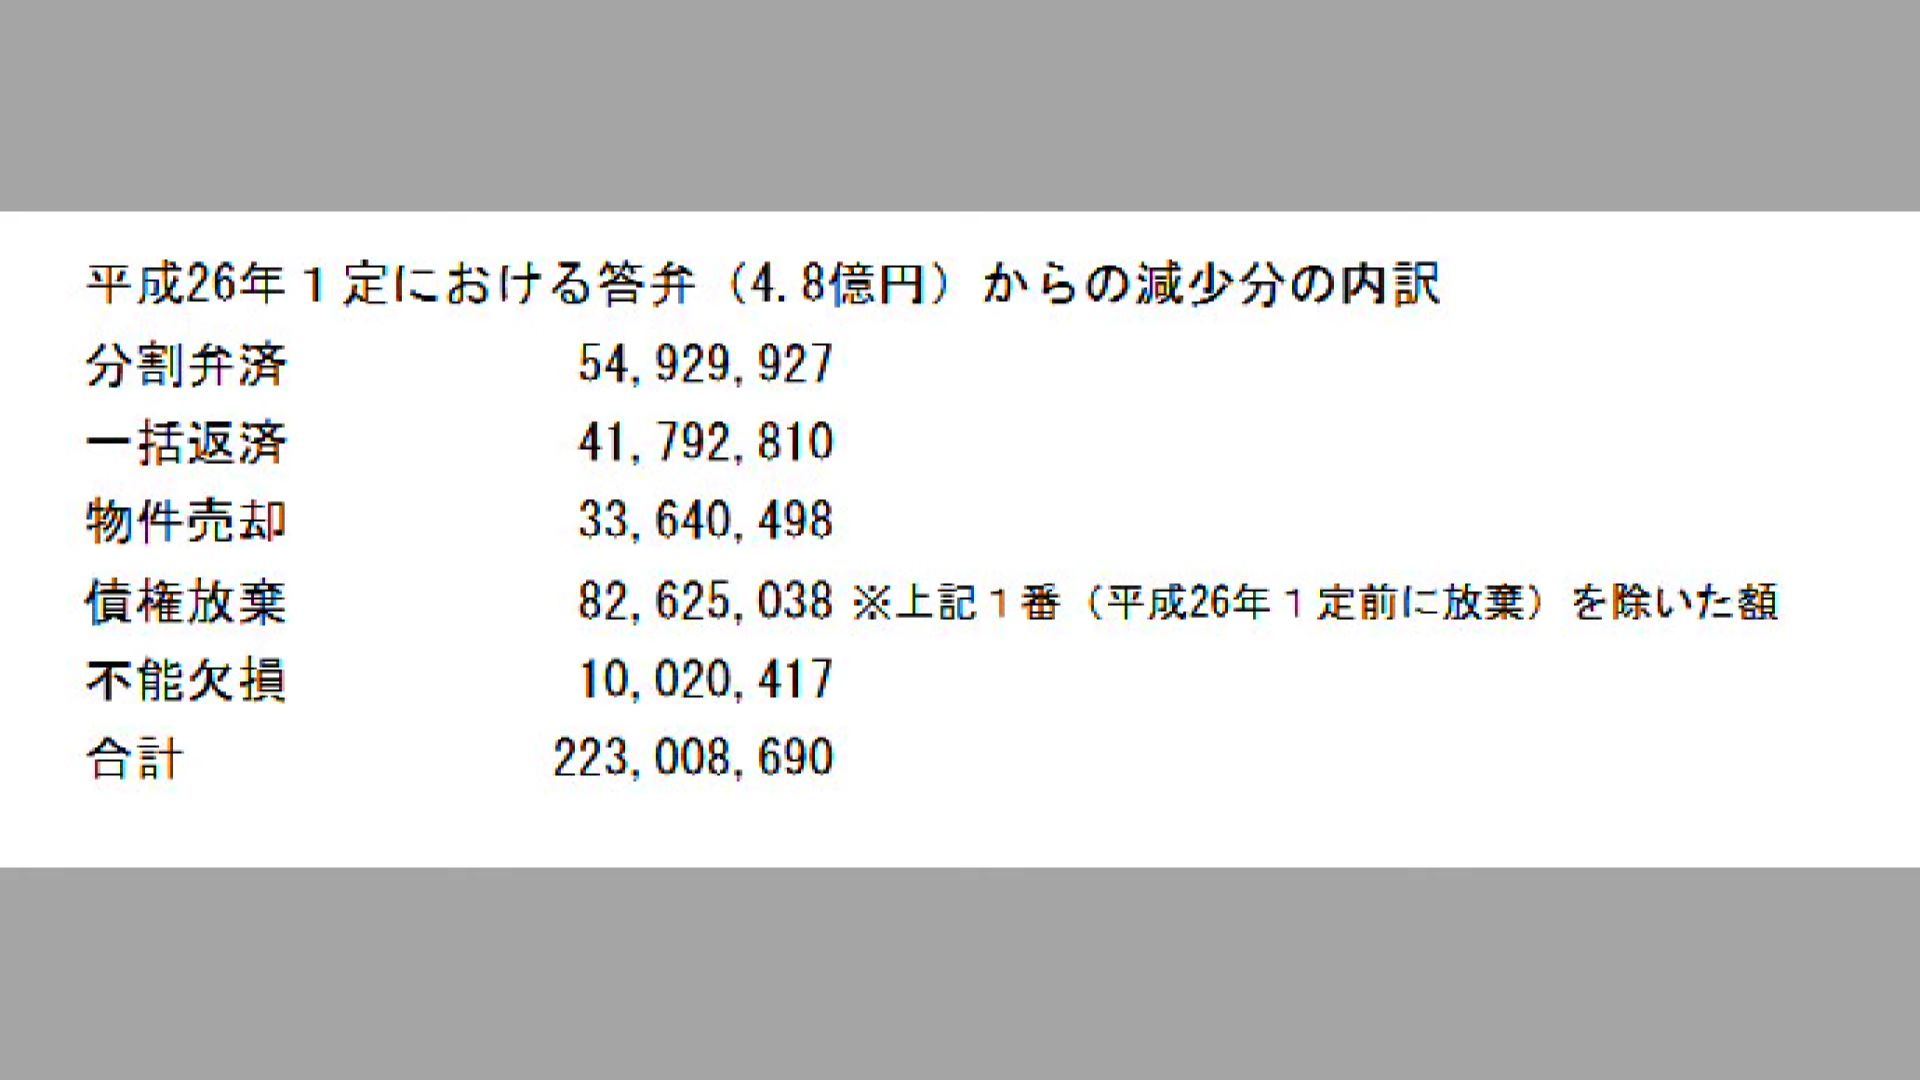 平成26年１定における答弁（4.8億円）からの減少分の内訳
分割弁済 54,929,927
一括返済 41,792,810
物件売却 33,640,498
債権放棄 82,625,038 ※上記１番（平成26年１定前に放棄）を除いた額
不能欠損 10,020,417
合計 223,008,690